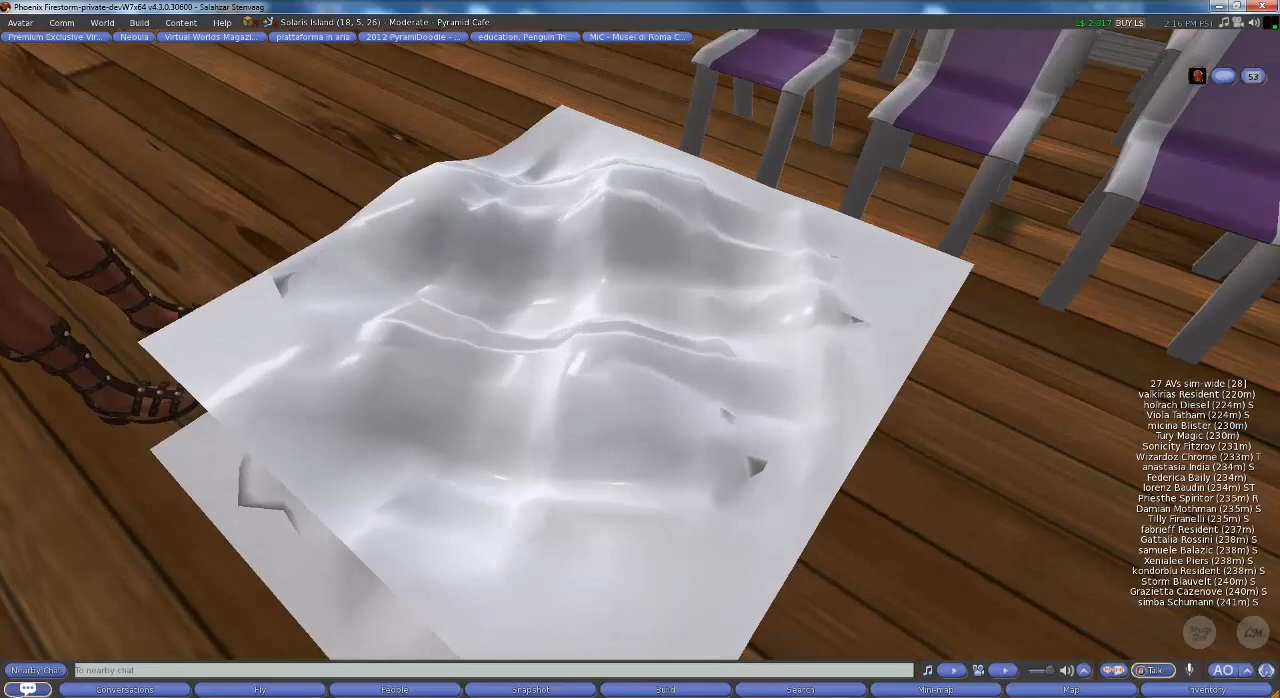 Phoenix Firestorm-private-devW7x64 v4.3.0.30600 - Salahzar Stenvaag
Avatar Comm World Build Content Help Solaris Island (18, 5, 26) - Moderate - Pyramid Cafe L$ 2,817 BUY L$ 2:16 PM PST
Premium Exclusive Vir... Nebula Virtual Worlds Magazi... piattaforma in aria 2012 PyramiDoodle - ... education, Penguin Tri... MiC - Musei di Roma C...
53
27 AVs sim-wide [28]
valkirias Resident (220m)
holrach Diesel (224m) S
Viola Tatham (224m) S
micina Blister (230m)
Tury Magic (230m)
Sonicity Fitzroy (231m)
Wizardoz Chrome (233m) T
anastasia India (234m) S
Federica Baily (234m)
lorenz Baudin (234m) ST
Priesthe Spiritor (235m) R
Damian Mothman (235m) S
Tilly Firanelli (235m) S
fabrieff Resident (237m)
Gattalia Rossini (238m) S
samuele Balazic (238m) S
Xenialee Piers (238m) S
kondorblu Resident (238m) S
Storm Blauvelt (240m) S
Grazietta Cazenove (240m) S
simba Schumann (241m) S
Nearby Chat To nearby chat Talk AO
Conversations Fly People Snapshot Build Search Mini-map Map Inventory